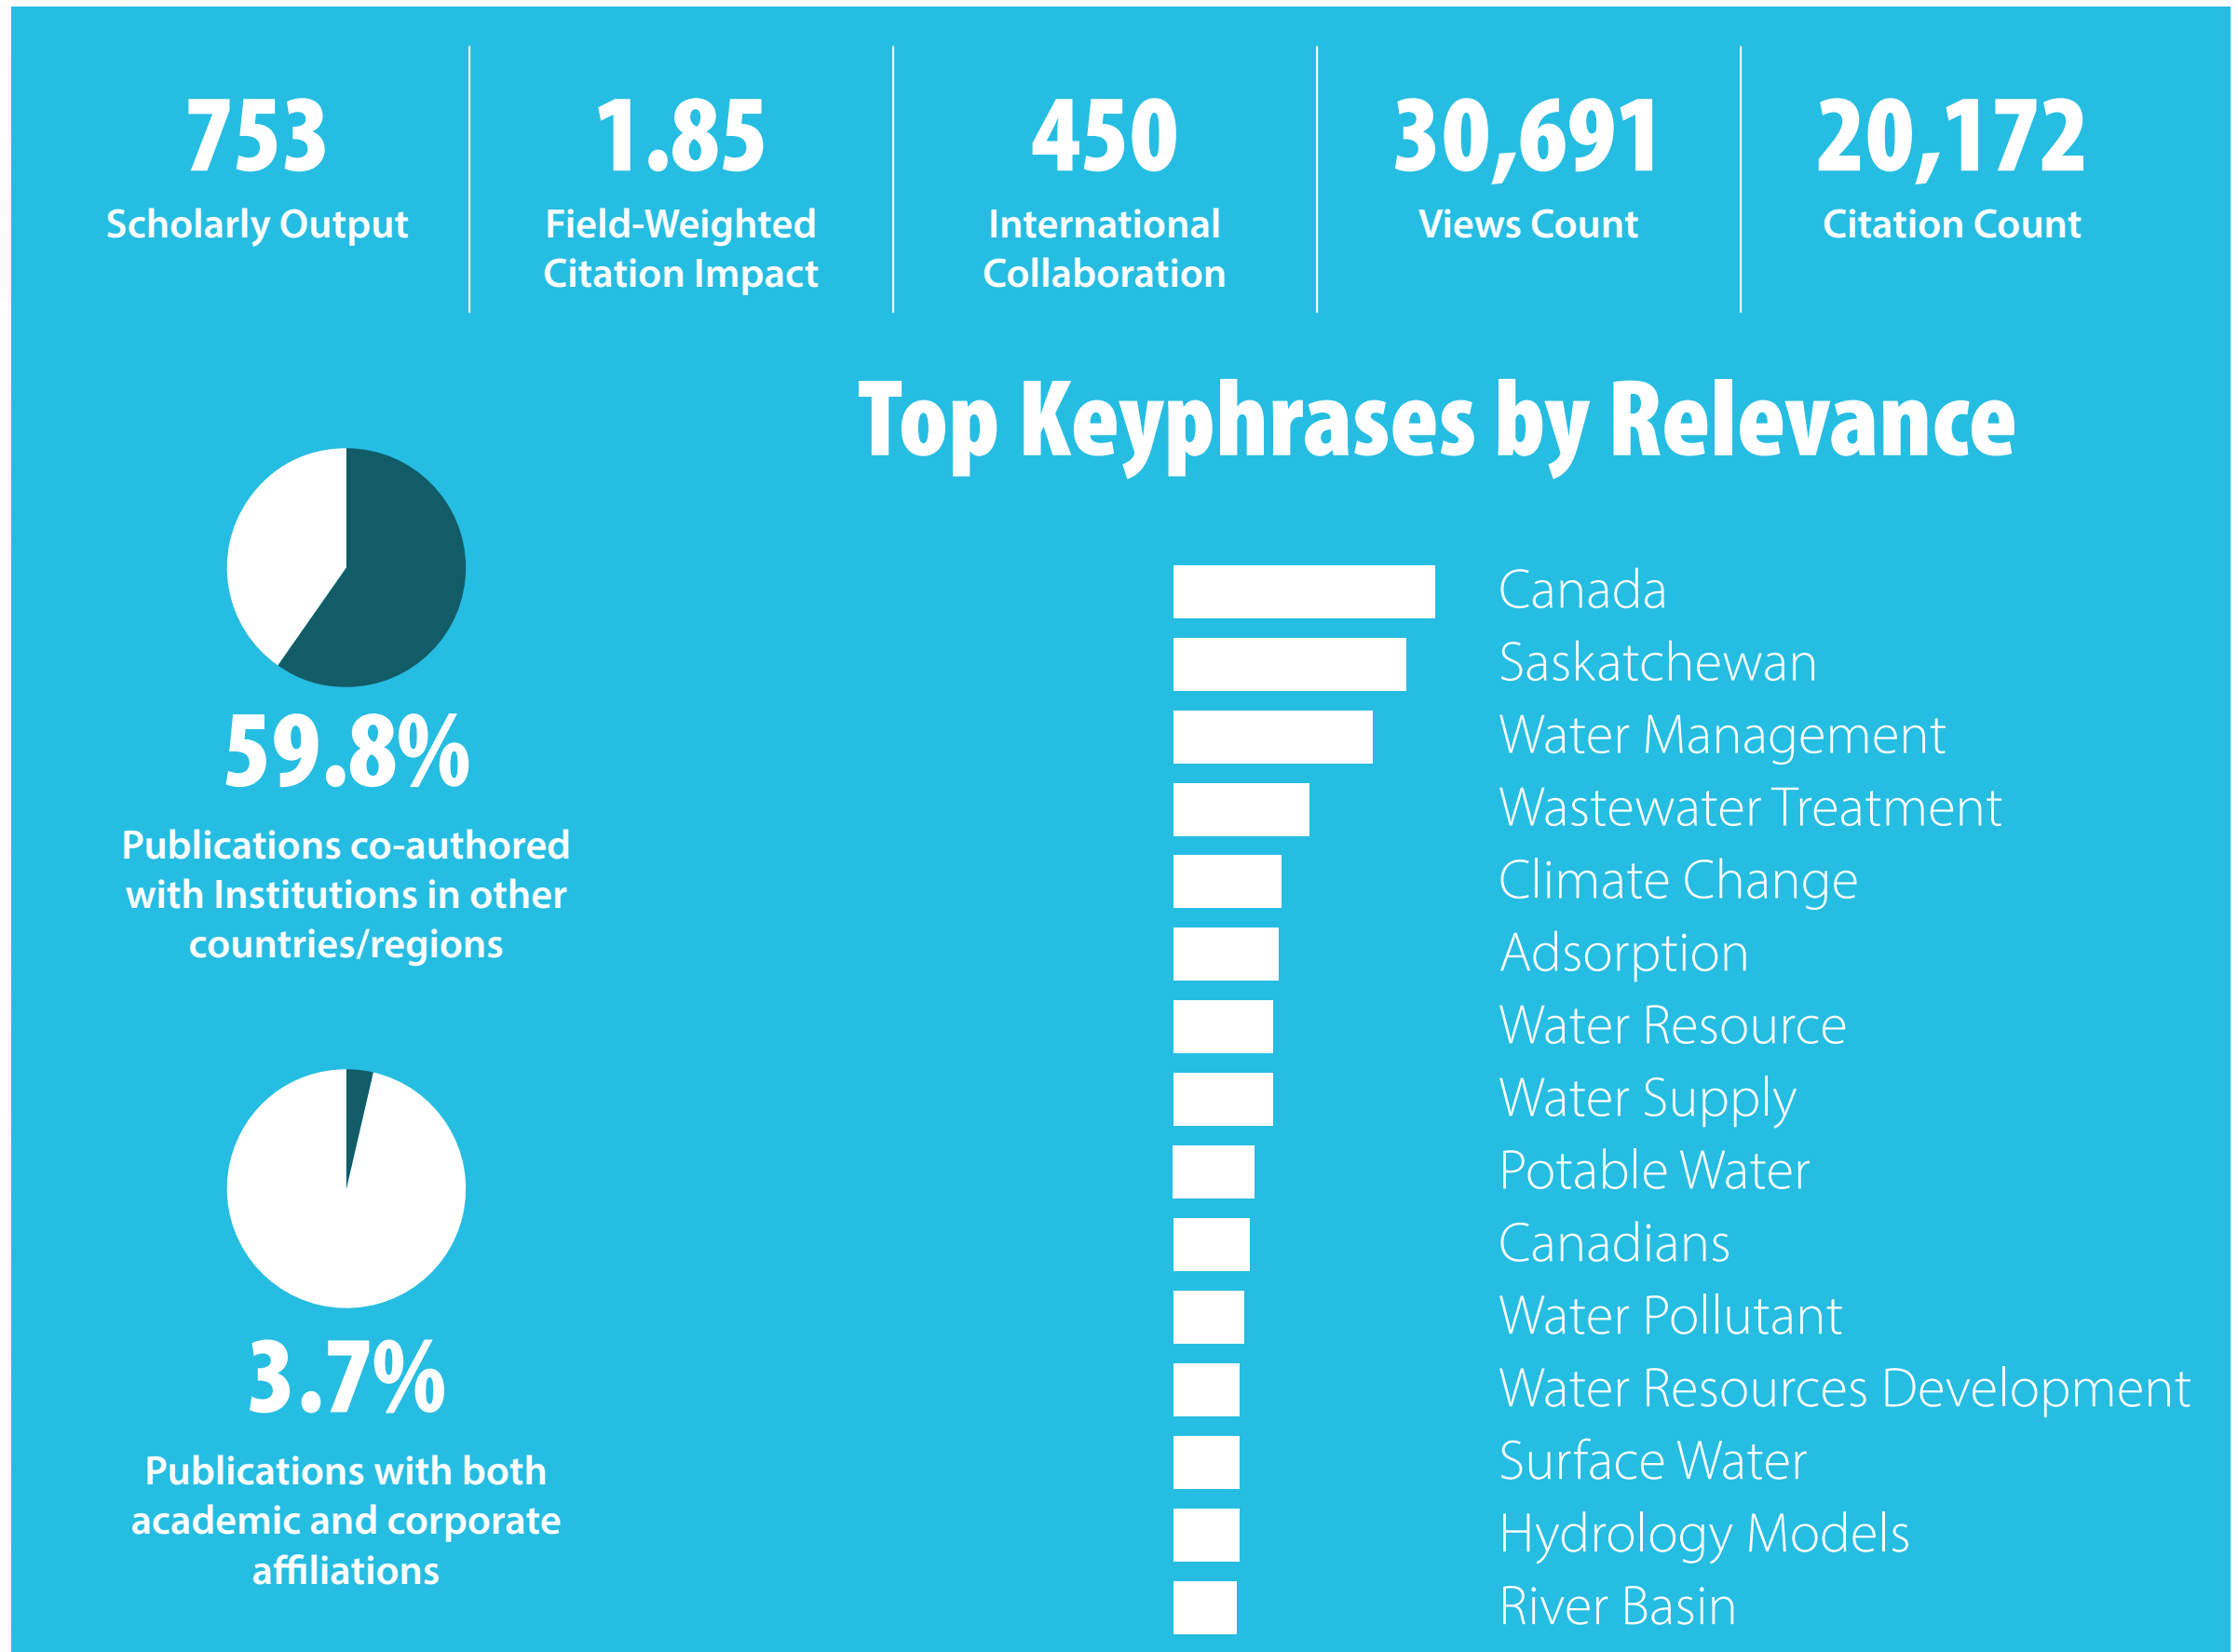 753
Scholarly Output
1.85
Field-Weighted
Citation Impact
450
International
Collaboration
30,691
Views Count
20,172
Citation Count
59.8%
Publications co-authored
with Institutions in other
countries/regions
3.7%
Publications with both
academic and corporate
affiliations
Top Keyphrases by Relevance
Canada
Saskatchewan
Water Management
Wastewater Treatment
Climate Change
Adsorption
Water Resource
Water Supply
Potable Water
Canadians
Water Pollutant
Water Resources Development
Surface Water
Hydrology Models
River Basin